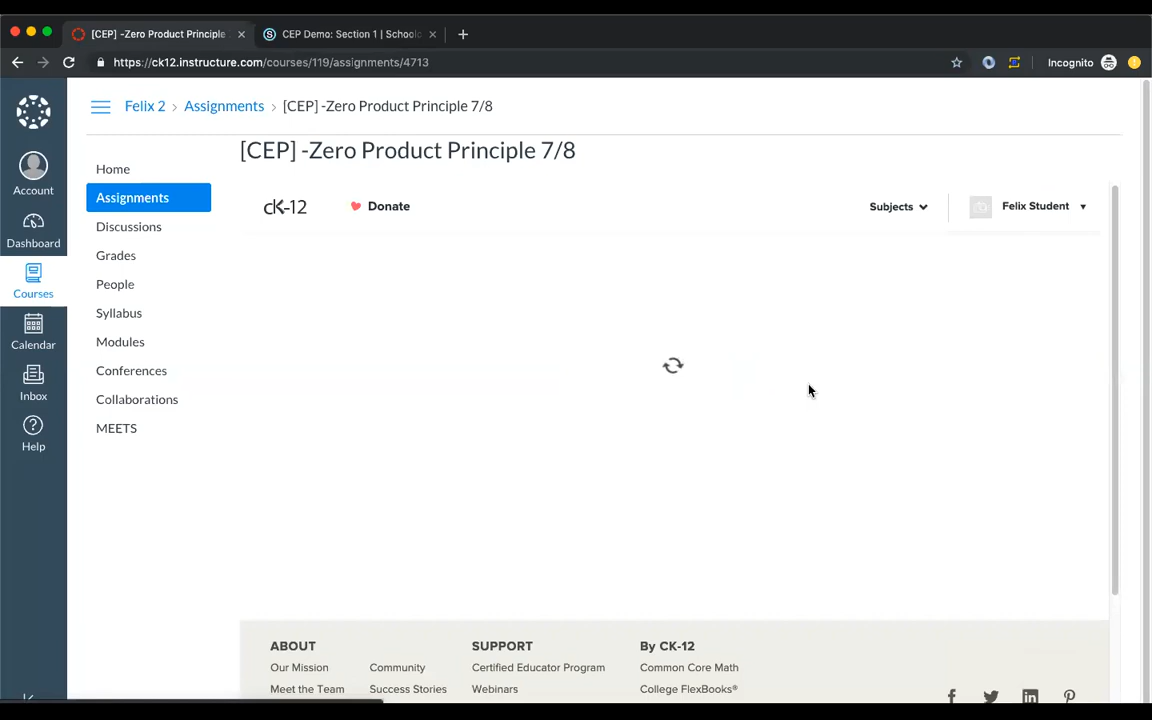 [CEP] -Zero Product Principle
CEP Demo: Section 1 | Schoolo
https://ck12.instructure.com/courses/119/assignments/4713
Incognito
Felix 2 > Assignments > [CEP] -Zero Product Principle 7/8
[CEP] -Zero Product Principle 7/8
Account
Dashboard
Courses
Calendar
Inbox
Help
Home
Assignments
Discussions
Grades
People
Syllabus
Modules
Conferences
Collaborations
MEETS
cK-12
Donate
Subjects
Felix Student
ABOUT
Our Mission
Meet the Team
Community
Success Stories
SUPPORT
Certified Educator Program
Webinars
By CK-12
Common Core Math
College FlexBooks®